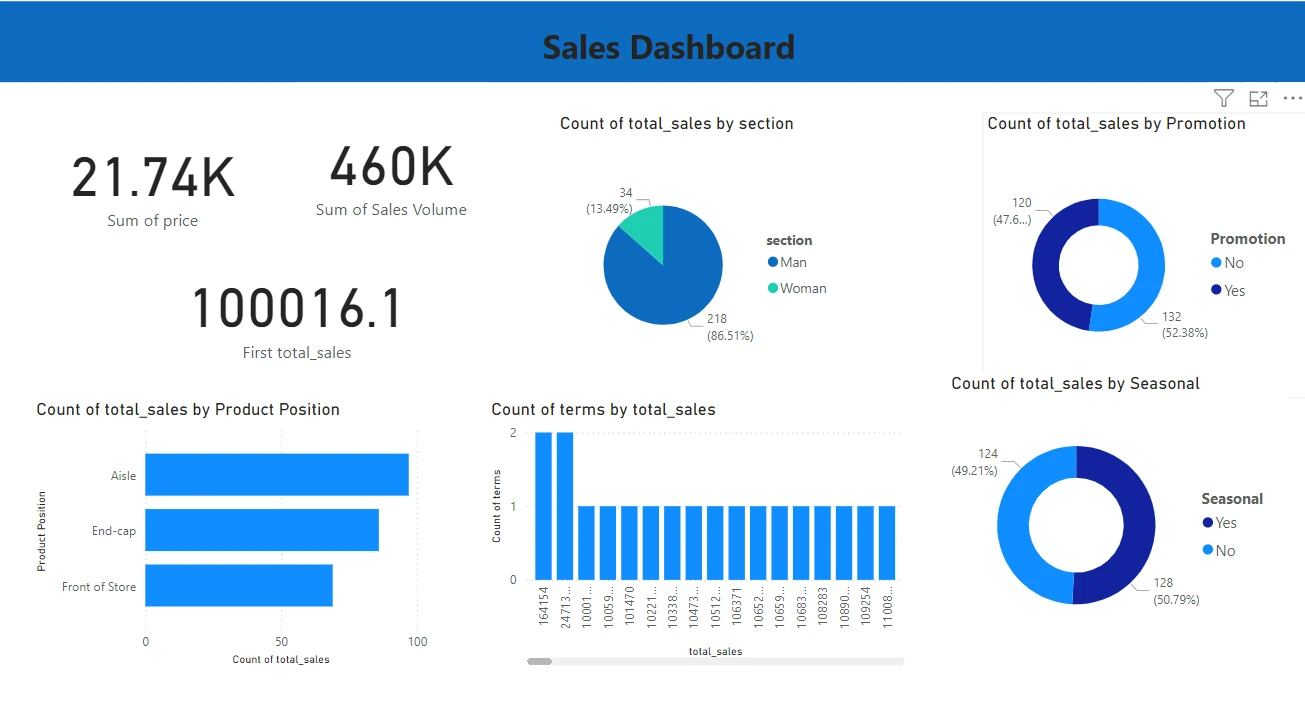 Sales Dashboard
21.74K
Sum of price
460K
Sum of Sales Volume
100016.1
First total_sales
Count of total_sales by section
34
(13.49%)
218
(86.51%)
section
Man
Woman
Count of total_sales by Promotion
120
(47.6...)
132
(52.38%)
Promotion
No
Yes
Count of total_sales by Product Position
Product Position
Aisle
End-cap
Front of Store
0
50
100
Count of total_sales
Count of terms by total_sales
Count of terms
2
1
0
164154
24713...
10001...
10059...
101470
10221...
10338...
10473...
10512...
106371
10652...
10659...
10683...
108283
10890...
109254
11008...
total_sales
Count of total_sales by Seasonal
124
(49.21%)
128
(50.79%)
Seasonal
Yes
No